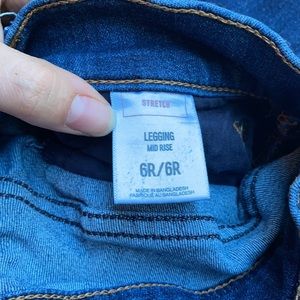 STRETCH
LEGGING
MID RISE
6R/6R
MADE IN BANGLADESH
FABRIQUÉ AU BANGLADESH